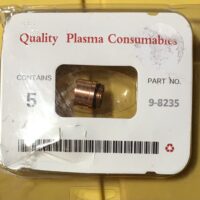 Quality Plasma Consumables
CONTAINS
5
PART NO.
9-8235